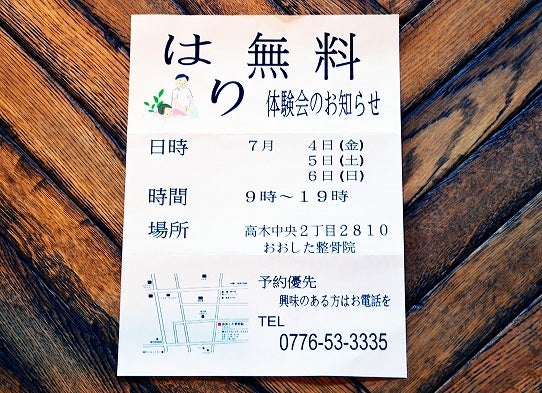 はり 無料
体験会のお知らせ
日時 ７月 ４日(金)
５日(土)
６日(日)
時間 ９時～１９時
場所 高木中央２丁目２８１０
おおした整骨院
予約優先
興味のある方はお電話を
TEL
0776-53-3335